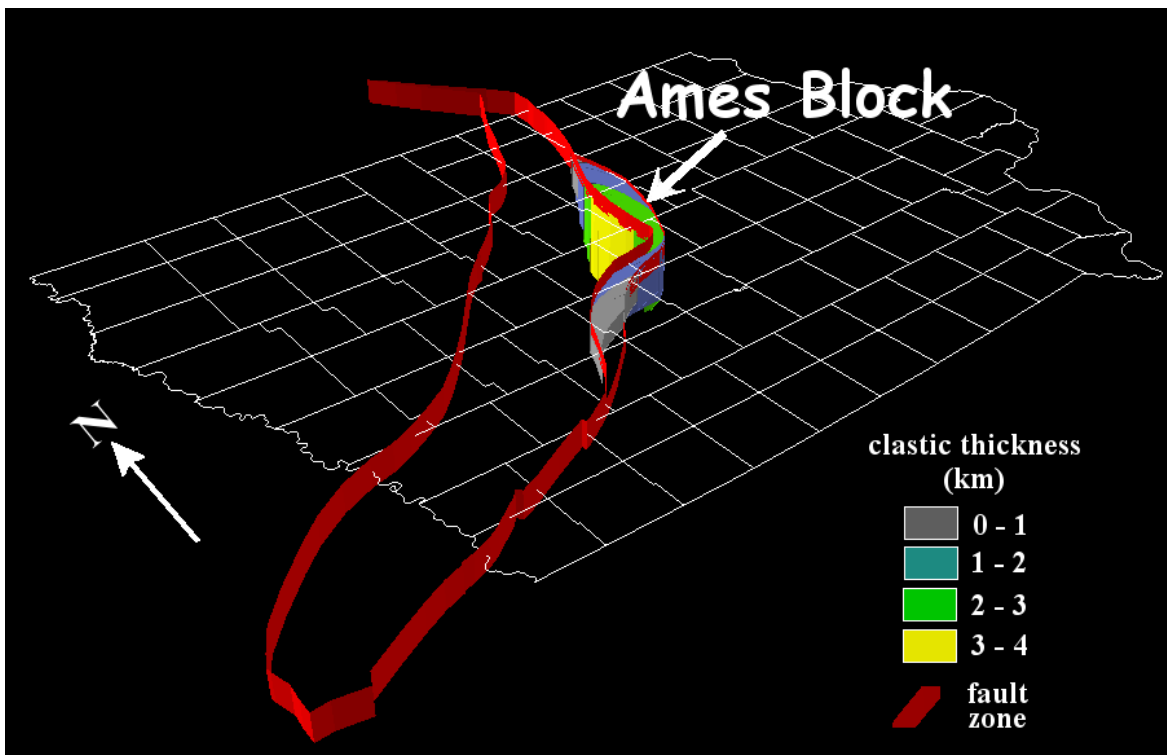 Ames Block
N
clastic thickness
(km)
0 - 1
1 - 2
2 - 3
3 - 4
fault
zone